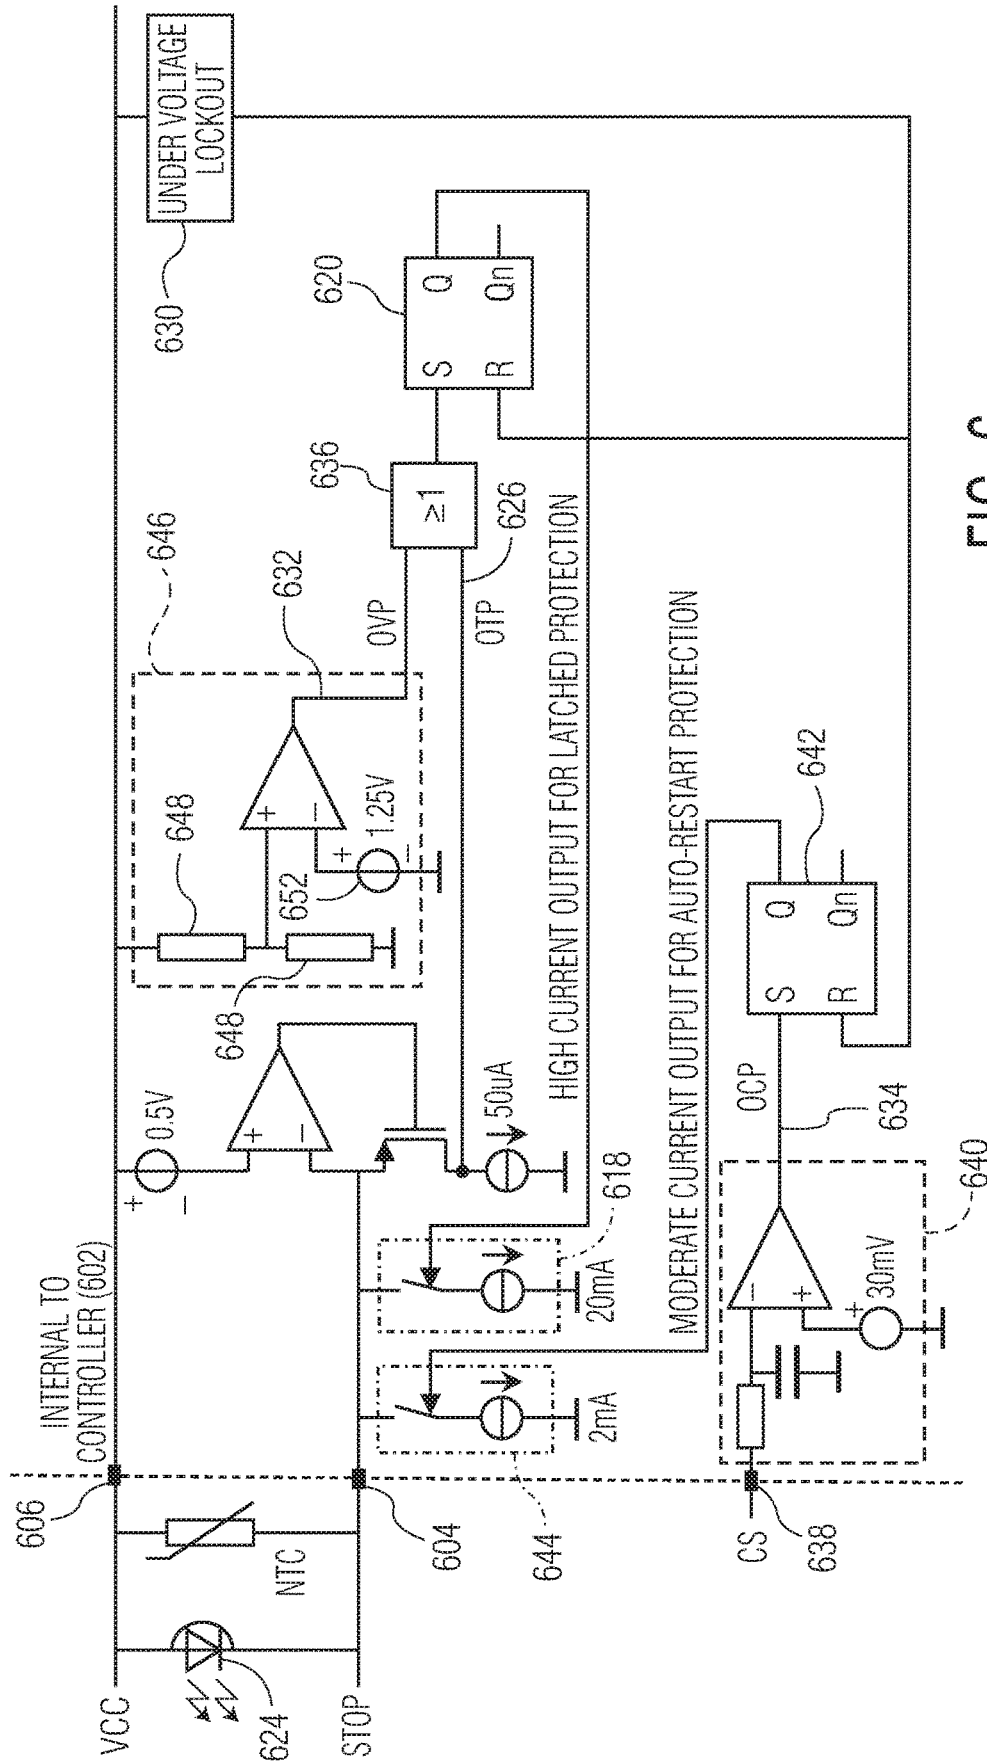 INTERNAL TO
CONTROLLER (602)
606
VCC
NTC
624
STOP
604
0.5V
+
−
+
−
50uA
646
648
648
652
+
−
1.25V
+
−
632
OVP
OTP
626
636
≥1
620
S
Q
R
Qn
UNDER VOLTAGE
LOCKOUT
630
644
2mA
618
20mA
HIGH CURRENT OUTPUT FOR LATCHED PROTECTION
MODERATE CURRENT OUTPUT FOR AUTO-RESTART PROTECTION
CS
638
−
+
+
30mV
640
634
OCP
642
S
Q
R
Qn